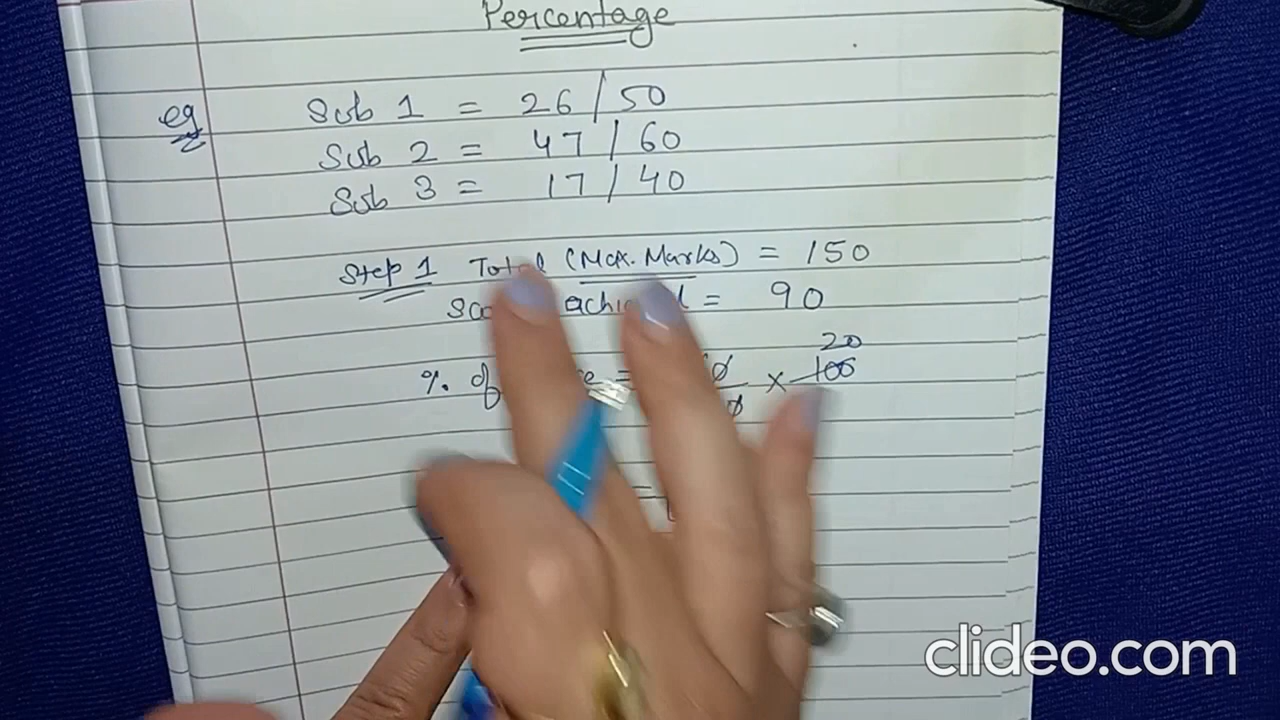 Percentage
eg Sub 1 = 26/50
Sub 2 = 47/60
Sub 3 = 17/40
Step 1 Total (Max. Marks) = 150
= 90
20
% of = × 100
=
clideo.com